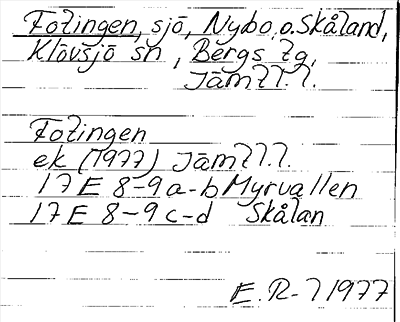 Fotingen, sjö, Nybo o. Skåland,
Klövsjö sn, Bergs tg,
Jämtl.l.
Fotingen
ek (1977) Jämtl.l.
17E 8-9a-b Myrvallen
17E 8-9c-d Skålan
E.R-l 1977